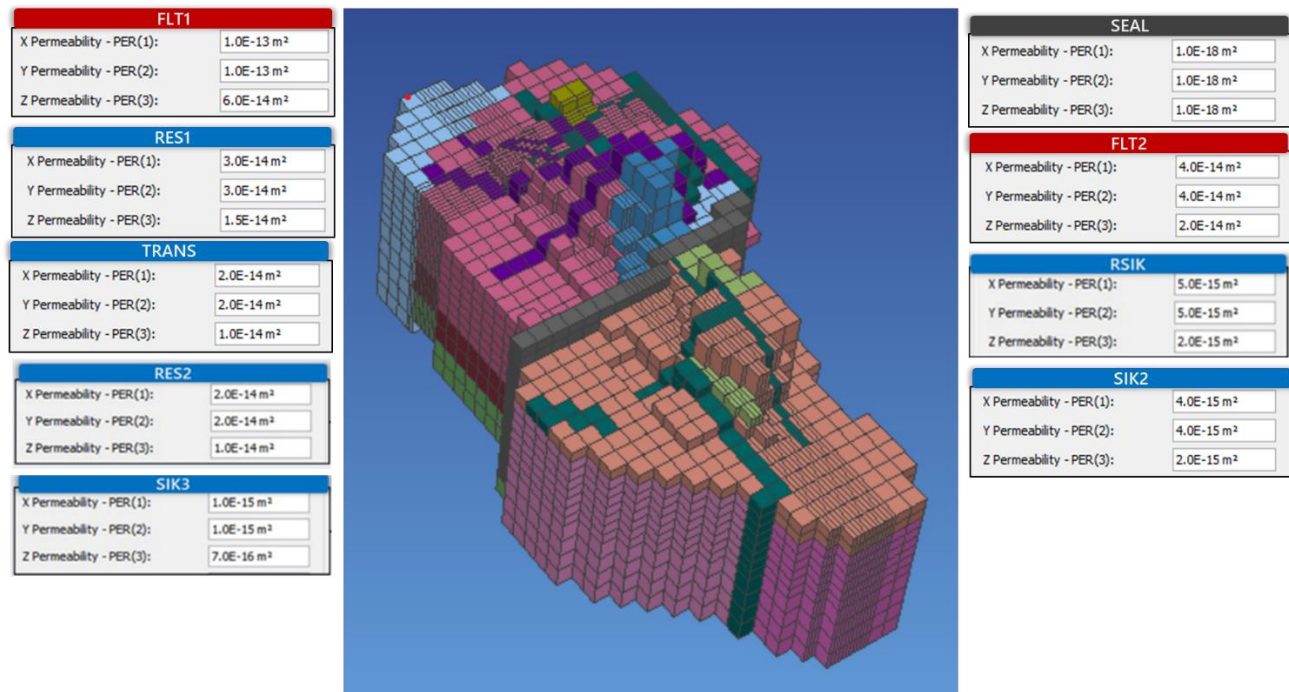 FLT1
X Permeability - PER(1): 1.0E-13 m²
Y Permeability - PER(2): 1.0E-13 m²
Z Permeability - PER(3): 6.0E-14 m²
RES1
X Permeability - PER(1): 3.0E-14 m²
Y Permeability - PER(2): 3.0E-14 m²
Z Permeability - PER(3): 1.5E-14 m²
TRANS
X Permeability - PER(1): 2.0E-14 m²
Y Permeability - PER(2): 2.0E-14 m²
Z Permeability - PER(3): 1.0E-14 m²
RES2
X Permeability - PER(1): 2.0E-14 m²
Y Permeability - PER(2): 2.0E-14 m²
Z Permeability - PER(3): 1.0E-14 m²
SIK3
X Permeability - PER(1): 1.0E-15 m²
Y Permeability - PER(2): 1.0E-15 m²
Z Permeability - PER(3): 7.0E-16 m²
SEAL
X Permeability - PER(1): 1.0E-18 m²
Y Permeability - PER(2): 1.0E-18 m²
Z Permeability - PER(3): 1.0E-18 m²
FLT2
X Permeability - PER(1): 4.0E-14 m²
Y Permeability - PER(2): 4.0E-14 m²
Z Permeability - PER(3): 2.0E-14 m²
RSIK
X Permeability - PER(1): 5.0E-15 m²
Y Permeability - PER(2): 5.0E-15 m²
Z Permeability - PER(3): 2.0E-15 m²
SIK2
X Permeability - PER(1): 4.0E-15 m²
Y Permeability - PER(2): 4.0E-15 m²
Z Permeability - PER(3): 2.0E-15 m²